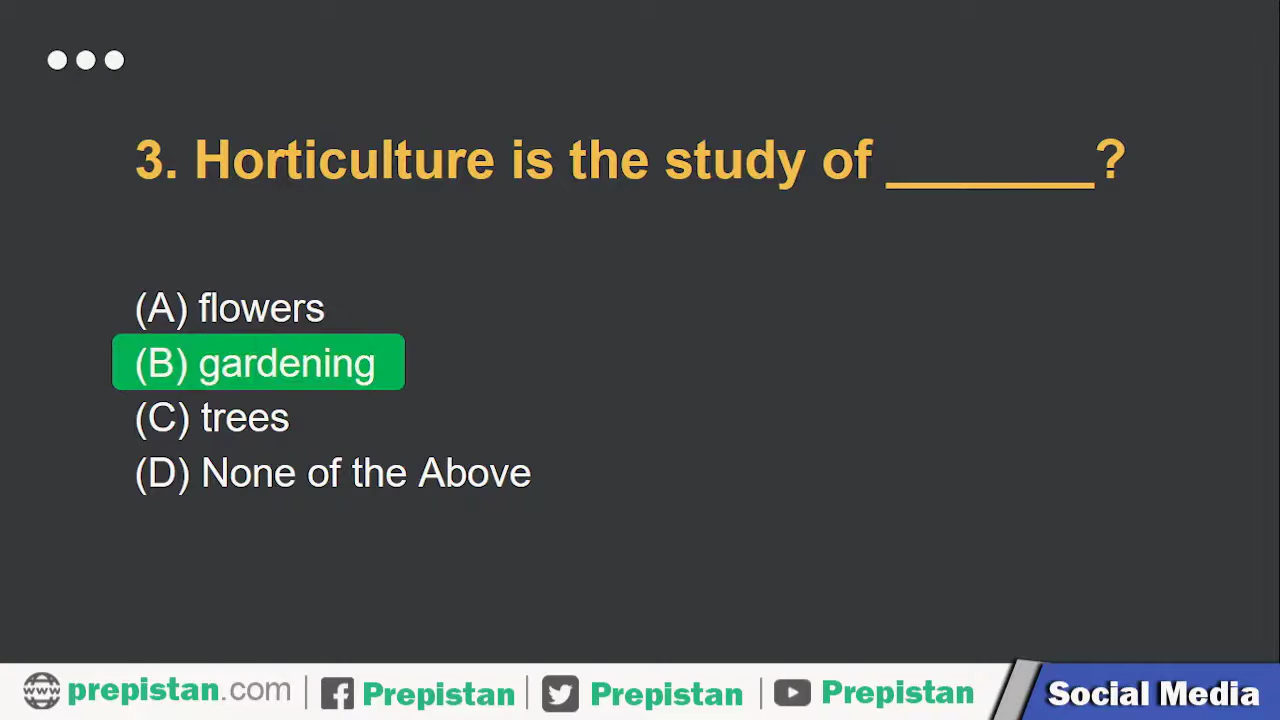 3. Horticulture is the study of _______?
(A) flowers
(B) gardening
(C) trees
(D) None of the Above
www prepistan.com | Prepistan | Prepistan | Prepistan Social Media